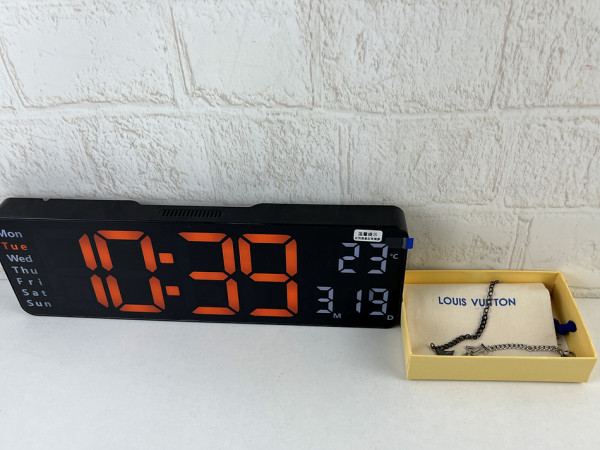 Mon
Tue
Wed
Thu
Fri
Sat
Sun
10:39
23 °C
3 M 19 D
LOUIS VUITTON